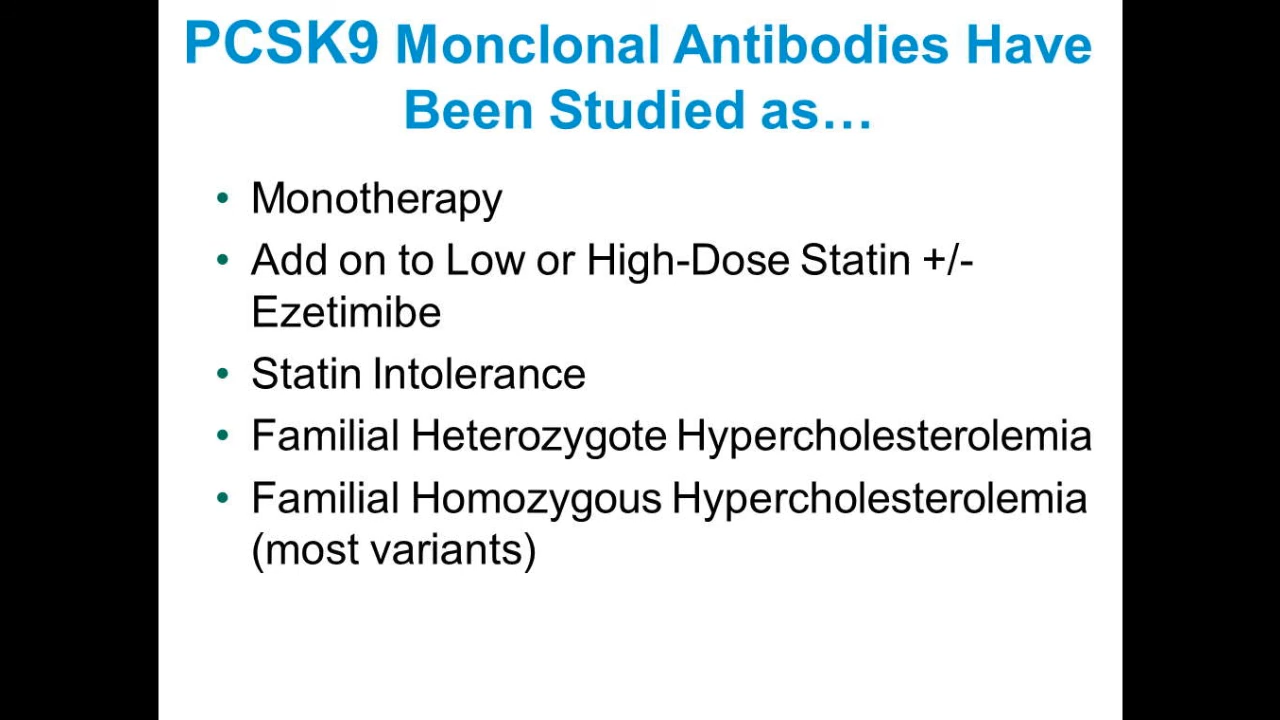 PCSK9 Monclonal Antibodies Have
Been Studied as…
• Monotherapy
• Add on to Low or High-Dose Statin +/-
Ezetimibe
• Statin Intolerance
• Familial Heterozygote Hypercholesterolemia
• Familial Homozygous Hypercholesterolemia
(most variants)